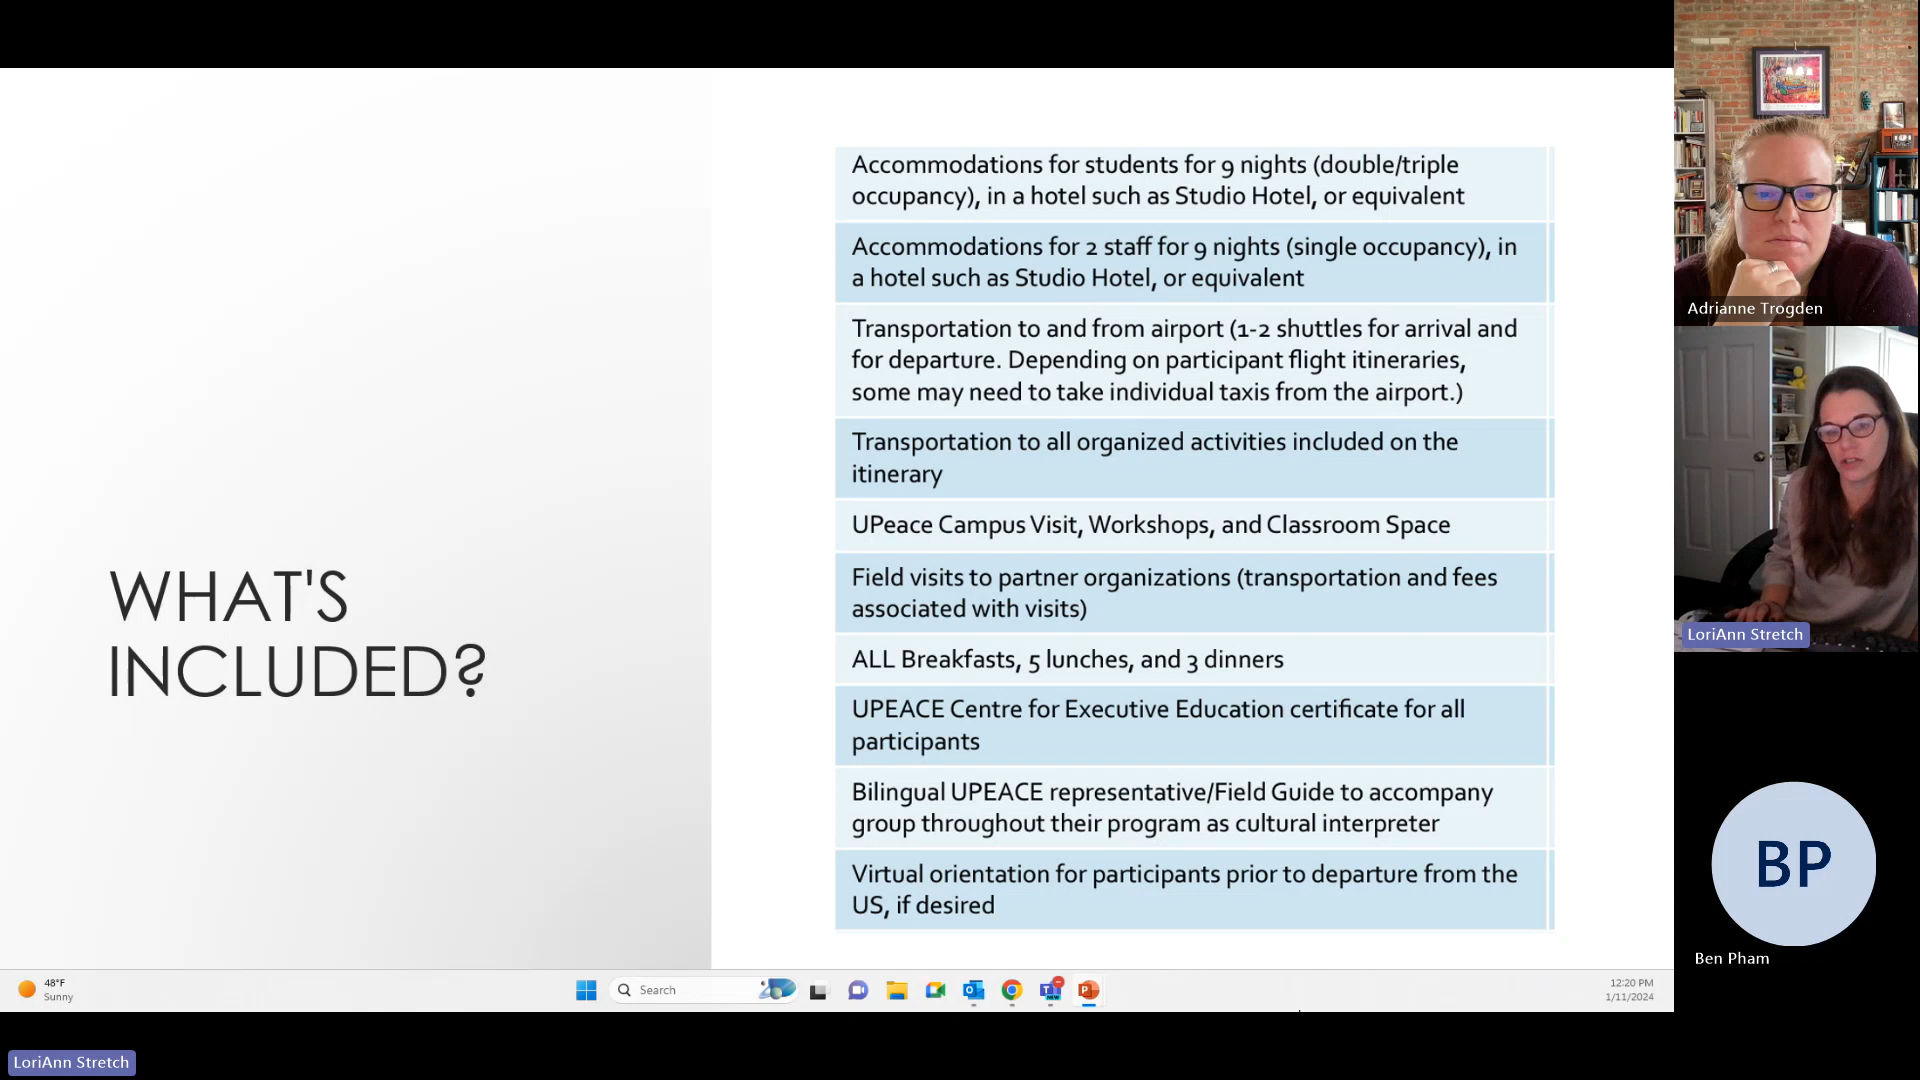 WHAT'S
INCLUDED?
Accommodations for students for 9 nights (double/triple
occupancy), in a hotel such as Studio Hotel, or equivalent
Accommodations for 2 staff for 9 nights (single occupancy), in
a hotel such as Studio Hotel, or equivalent
Transportation to and from airport (1-2 shuttles for arrival and
for departure. Depending on participant flight itineraries,
some may need to take individual taxis from the airport.)
Transportation to all organized activities included on the
itinerary
UPeace Campus Visit, Workshops, and Classroom Space
Field visits to partner organizations (transportation and fees
associated with visits)
ALL Breakfasts, 5 lunches, and 3 dinners
UPEACE Centre for Executive Education certificate for all
participants
Bilingual UPEACE representative/Field Guide to accompany
group throughout their program as cultural interpreter
Virtual orientation for participants prior to departure from the
US, if desired
Adrianne Trogden
LoriAnn Stretch
BP
Ben Pham
48°F
Sunny
Search
12:20 PM
1/11/2024
LoriAnn Stretch